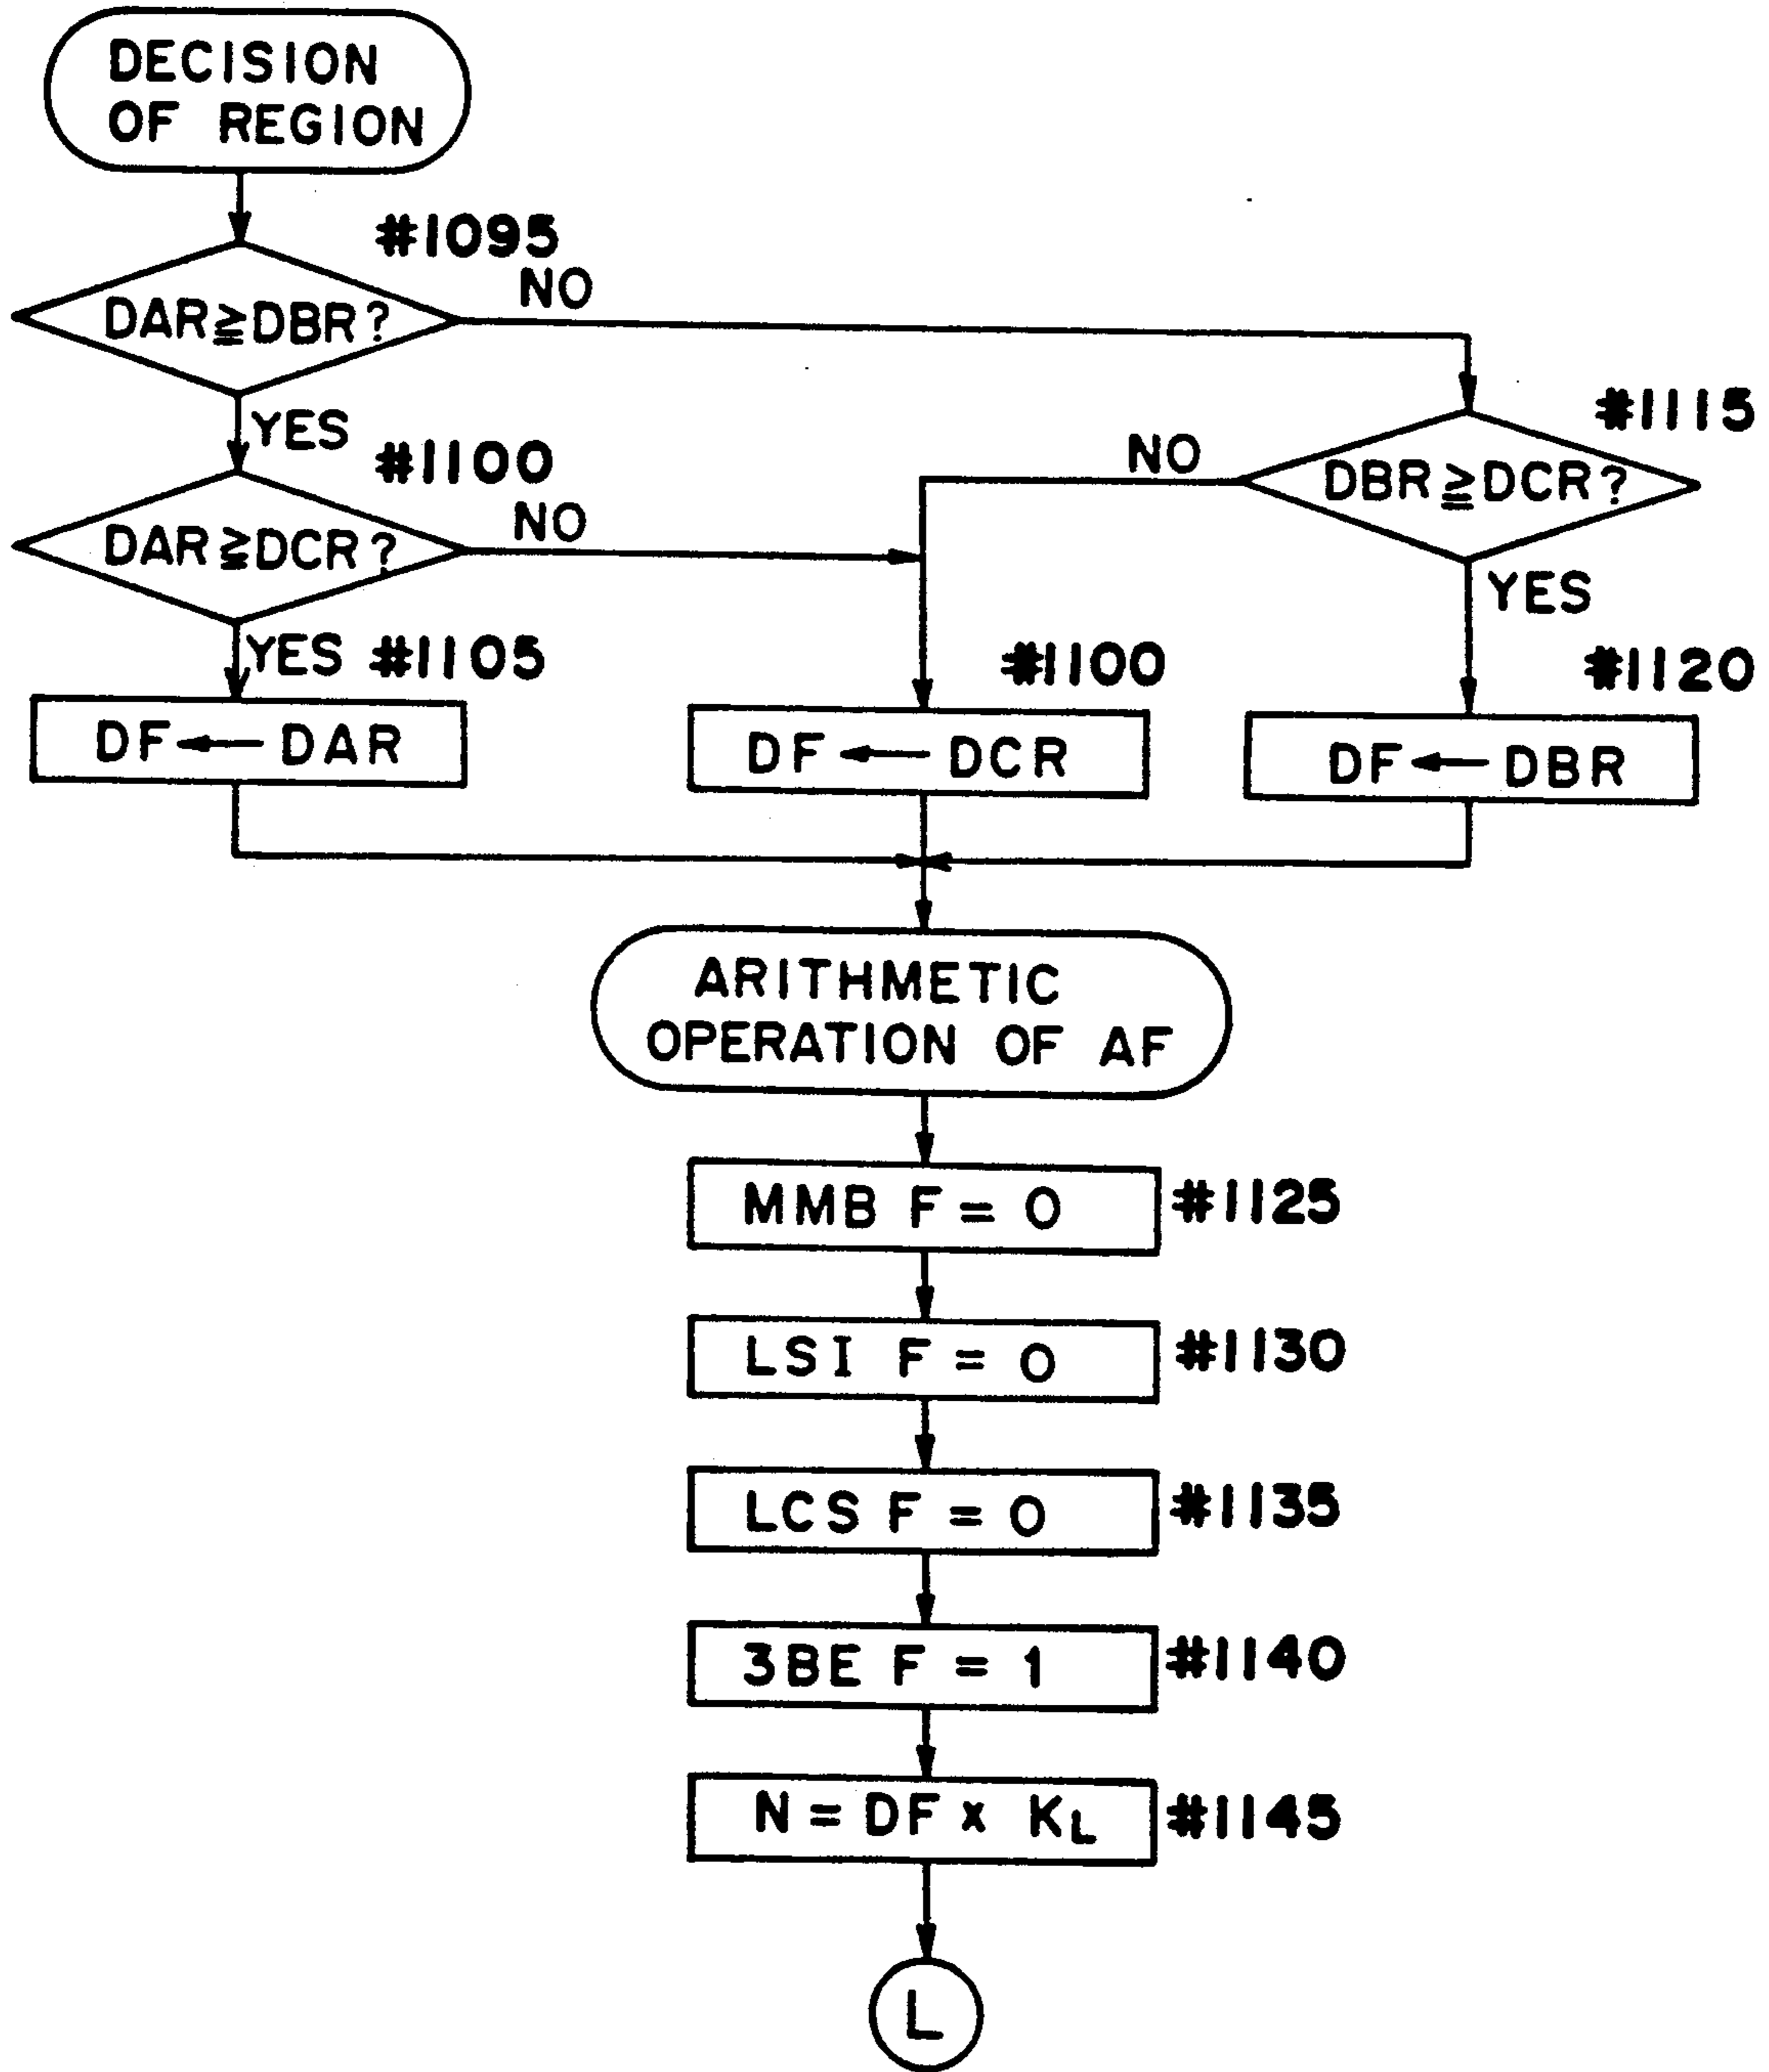 DECISION
OF REGION
#1095
DAR≧DBR?
NO
YES
#1115
DBR≧DCR?
NO
YES
#1100
DAR≧DCR?
NO
YES #1105
#1100
#1120
DF← DAR
DF ← DCR
DF ← DBR
ARITHMETIC
OPERATION OF AF
MMB F = 0
#1125
LSI F = 0
#1130
LCS F = 0
#1135
3BE F = 1
#1140
N = DF x KL
#1145
L